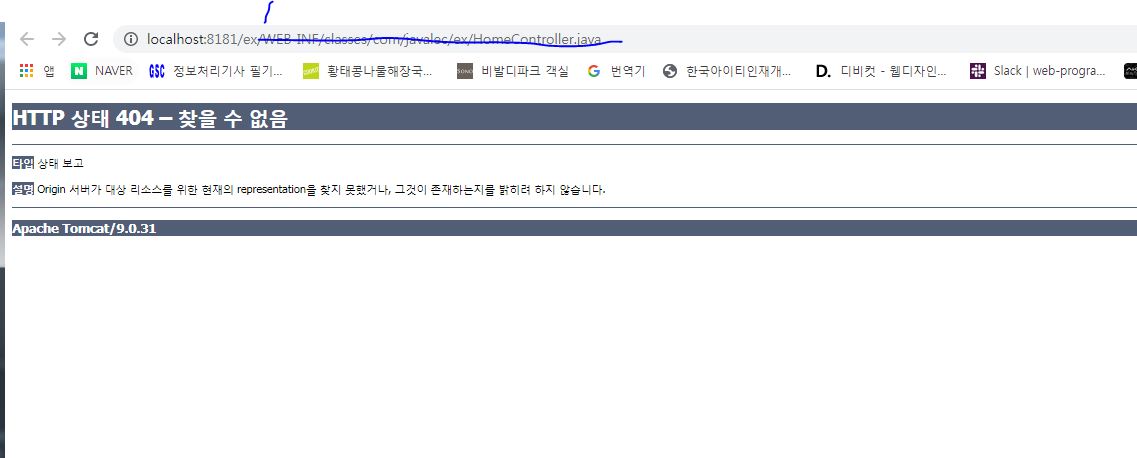 localhost:8181/ex/WEB-INF/classes/com/javalec/ex/HomeController.java
앱 NAVER GSC 정보처리기사 필기... 황태콩나물해장국... SONO 비발디파크 객실 G 번역기 한국아이티인재개... D. 디비컷 - 웹디자인... Slack | web-progra...
HTTP 상태 404 – 찾을 수 없음
타입 상태 보고
설명 Origin 서버가 대상 리소스를 위한 현재의 representation을 찾지 못했거나, 그것이 존재하는지를 밝히려 하지 않습니다.
Apache Tomcat/9.0.31